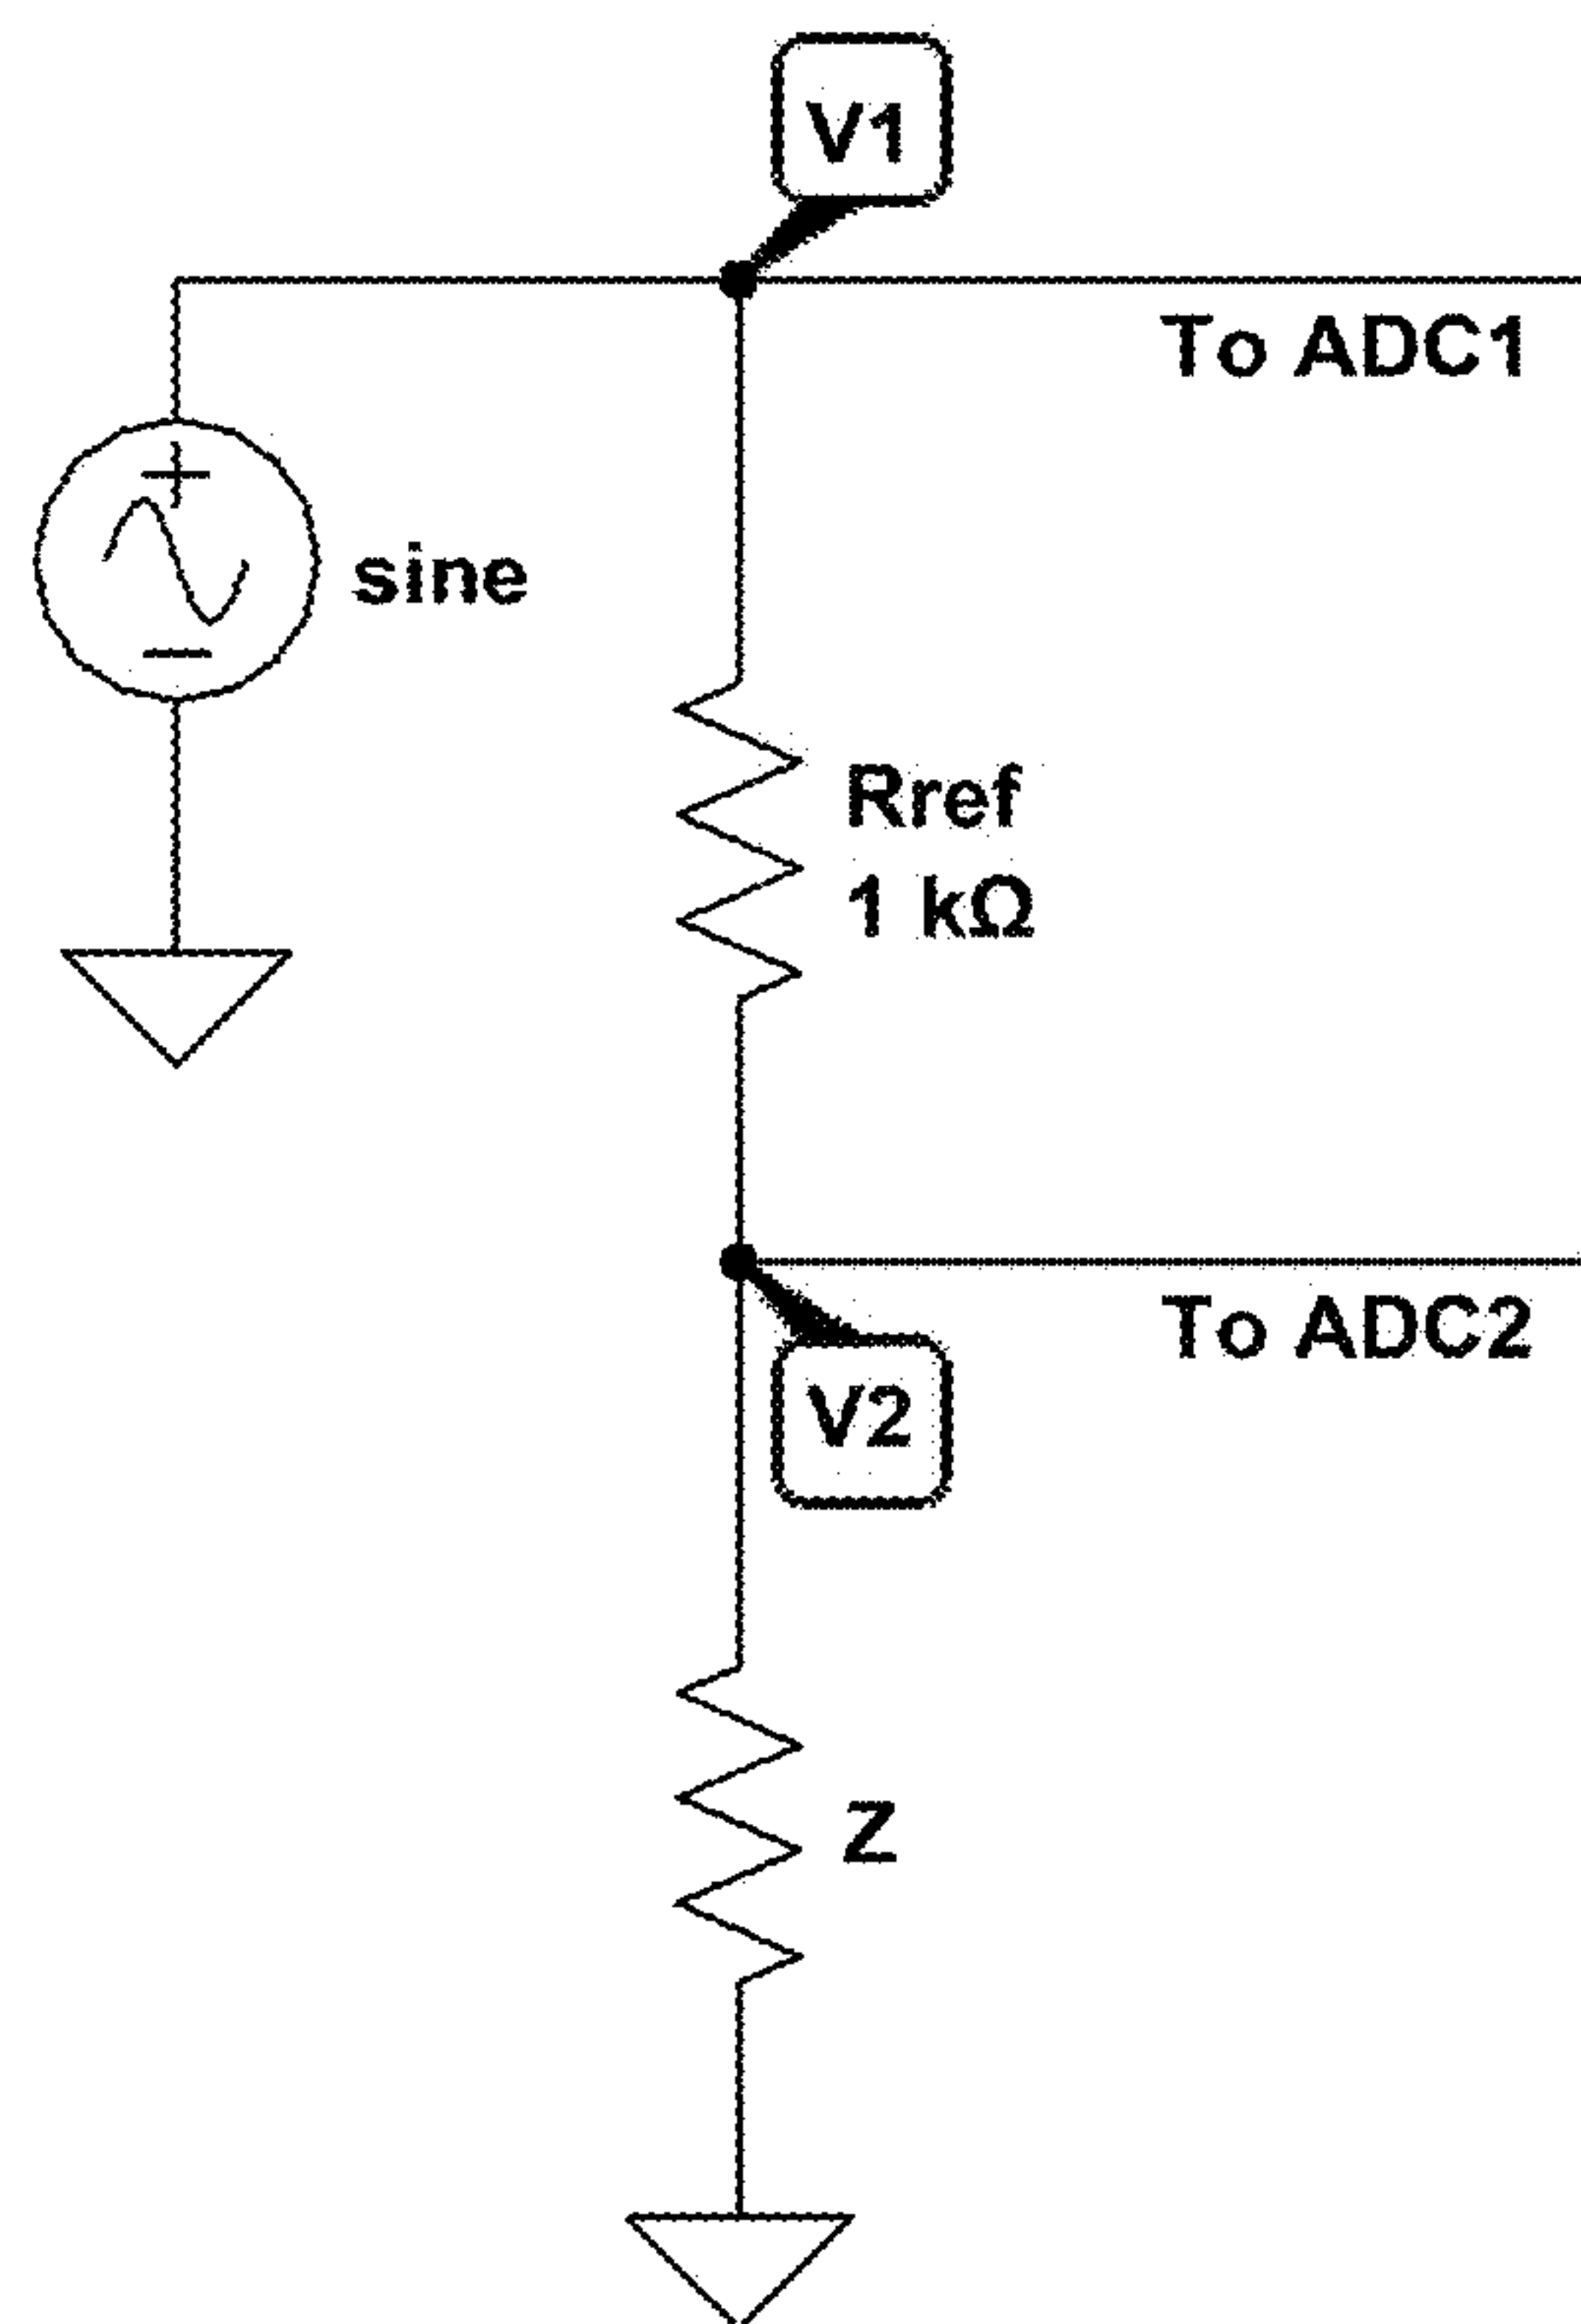 V1
To ADC1
sine
Rref
1 kΩ
To ADC2
V2
Z